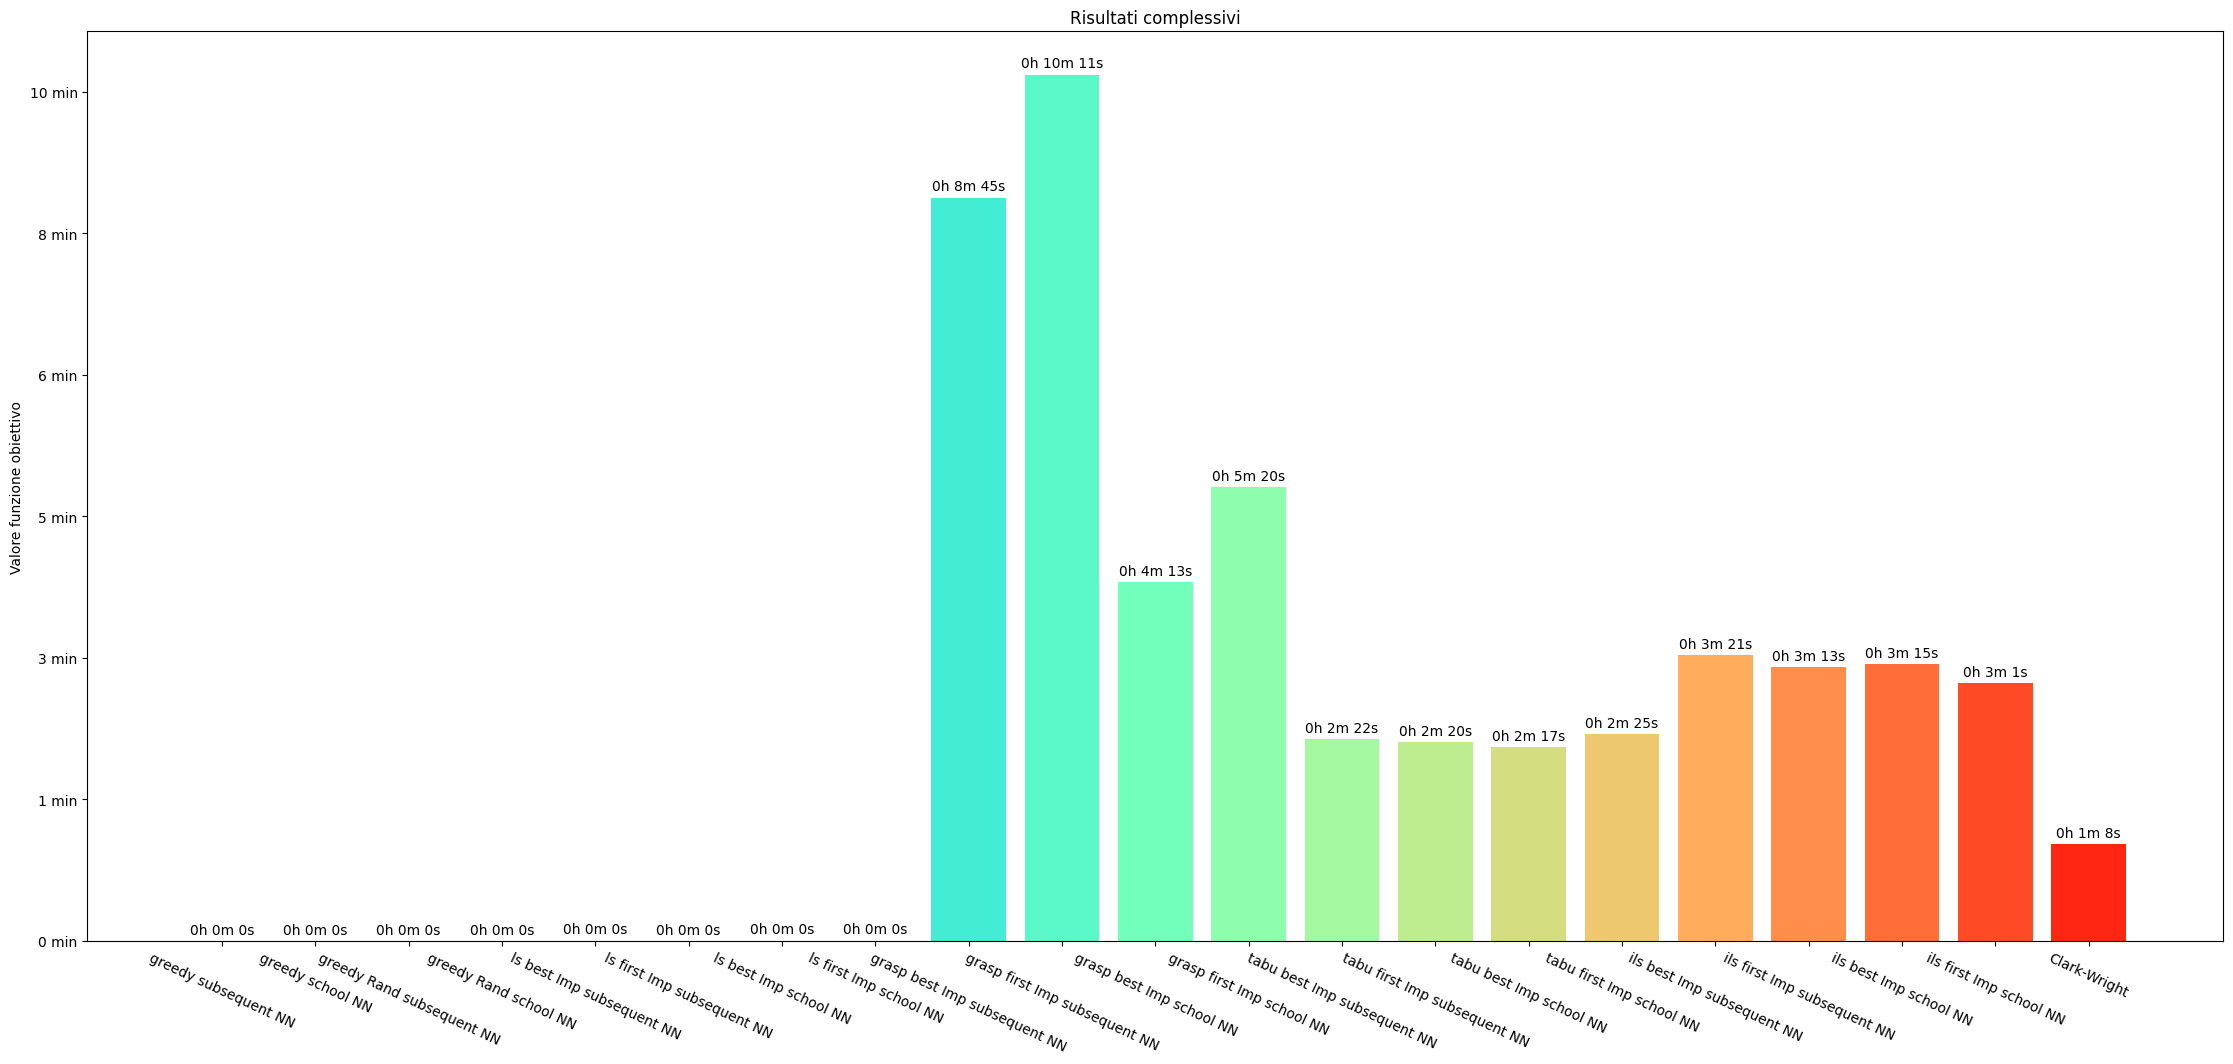 Risultati complessivi
Valore funzione obiettivo
10 min
8 min
6 min
5 min
3 min
1 min
0 min
0h 0m 0s
0h 0m 0s
0h 0m 0s
0h 0m 0s
0h 0m 0s
0h 0m 0s
0h 0m 0s
0h 0m 0s
0h 8m 45s
0h 10m 11s
0h 4m 13s
0h 5m 20s
0h 2m 22s
0h 2m 20s
0h 2m 17s
0h 2m 25s
0h 3m 21s
0h 3m 13s
0h 3m 15s
0h 3m 1s
0h 1m 8s
greedy subsequent NN
greedy school NN
greedy Rand subsequent NN
greedy Rand school NN
ls best Imp subsequent NN
ls first Imp subsequent NN
ls best Imp school NN
ls first Imp school NN
grasp best Imp subsequent NN
grasp first Imp subsequent NN
grasp best Imp school NN
grasp first Imp school NN
tabu best Imp subsequent NN
tabu first Imp subsequent NN
tabu best Imp school NN
tabu first Imp school NN
ils best Imp subsequent NN
ils first Imp subsequent NN
ils best Imp school NN
ils first Imp school NN
Clark-Wright